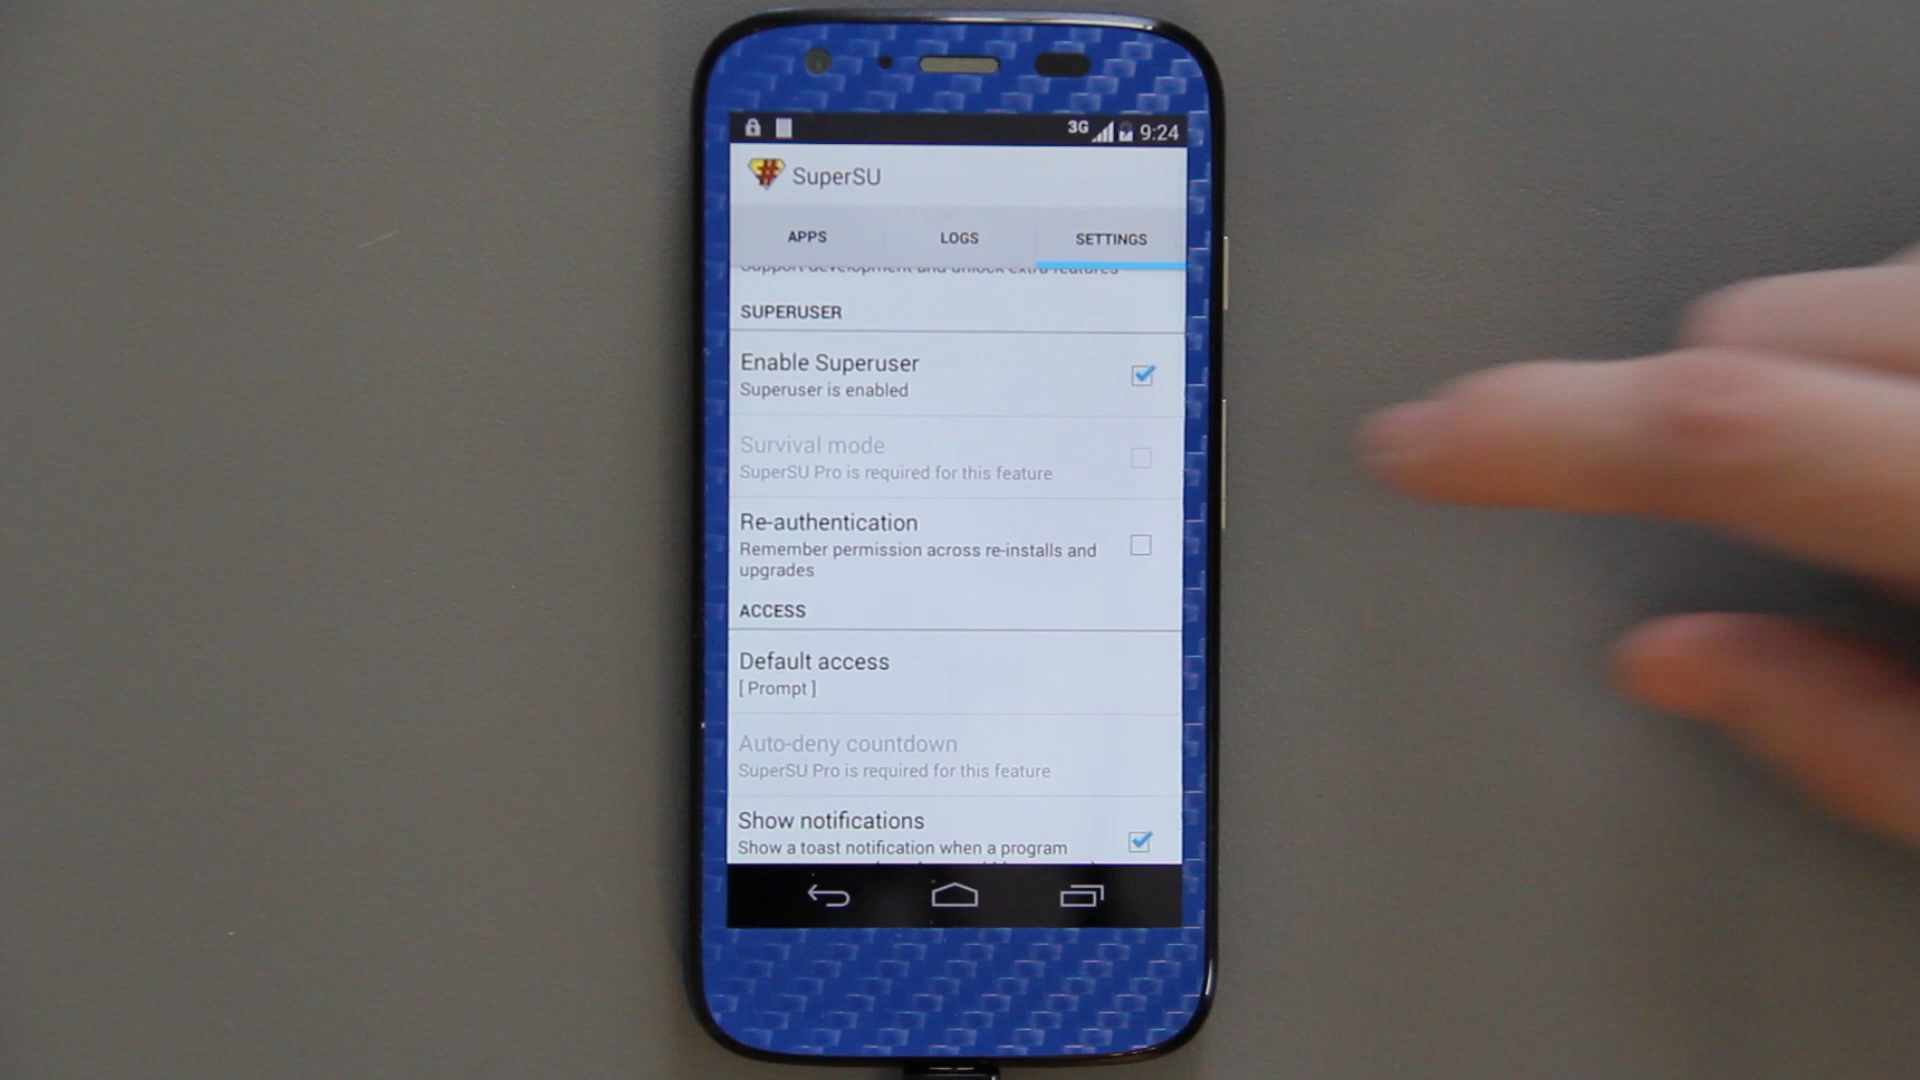 3G 9:24
SuperSU
APPS LOGS SETTINGS
Support development and unlock extra features
SUPERUSER
Enable Superuser
Superuser is enabled
Survival mode
SuperSU Pro is required for this feature
Re-authentication
Remember permission across re-installs and
upgrades
ACCESS
Default access
[ Prompt ]
Auto-deny countdown
SuperSU Pro is required for this feature
Show notifications
Show a toast notification when a program